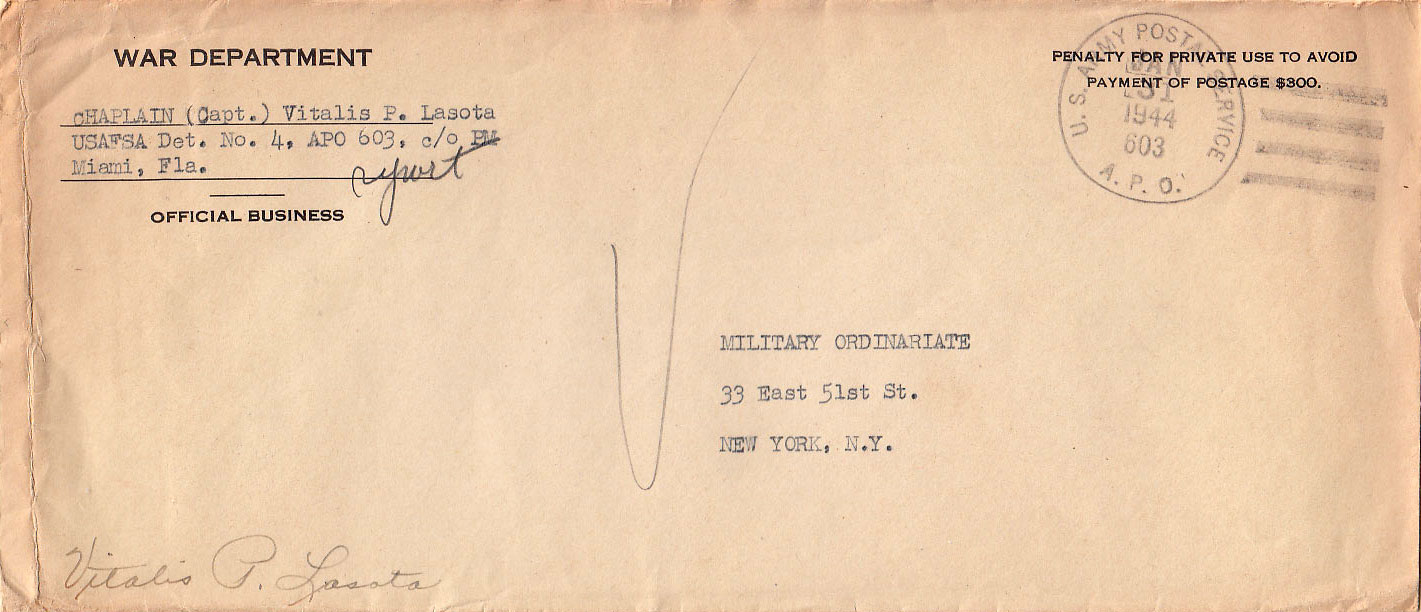 WAR DEPARTMENT
CHAPLAIN (Capt.) Vitalis P. Lasota
USAFSA Det. No. 4, APO 603, c/o PM
Miami, Fla.
OFFICIAL BUSINESS
PENALTY FOR PRIVATE USE TO AVOID
PAYMENT OF POSTAGE $300.
U.S. ARMY POSTAL SERVICE
JAN
31
1944
603
A.P.O.
MILITARY ORDINARIATE
33 East 51st St.
NEW YORK, N.Y.
Vitalis P. Lasota